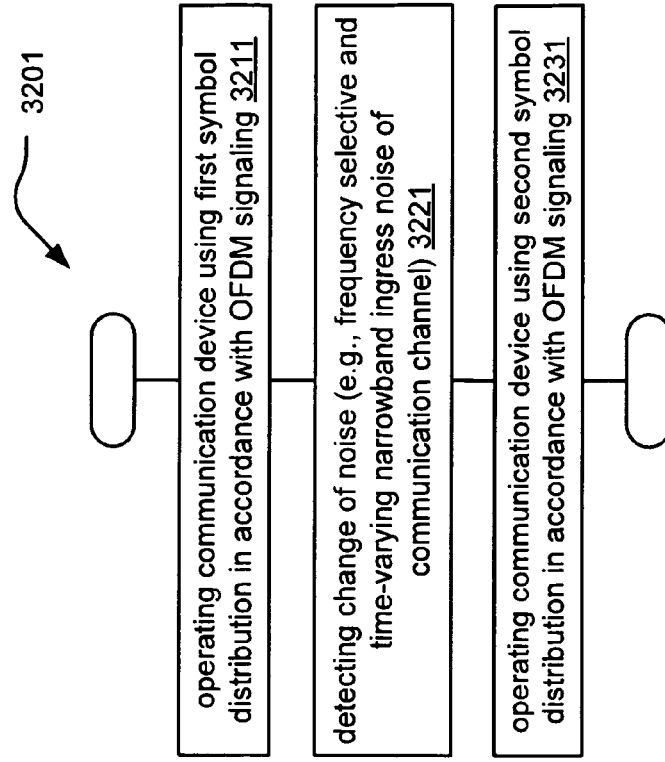 3201
operating communication device using first symbol
distribution in accordance with OFDM signaling 3211
detecting change of noise (e.g., frequency selective and
time-varying narrowband ingress noise of
communication channel) 3221
operating communication device using second symbol
distribution in accordance with OFDM signaling 3231